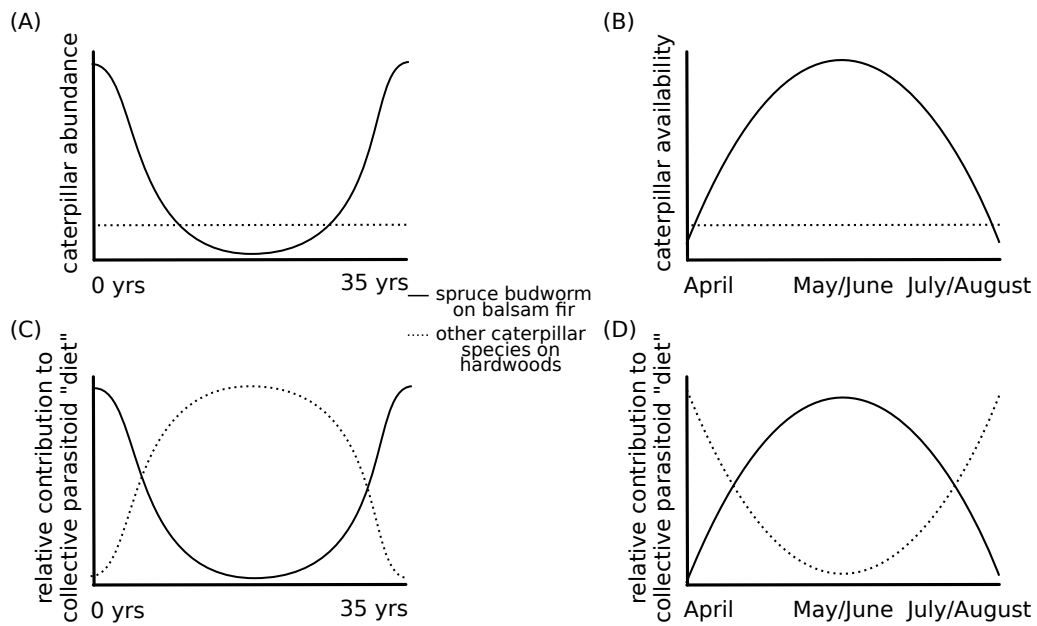 (A)
caterpillar abundance
0 yrs
35 yrs
(B)
caterpillar availability
April
May/June
July/August
spruce budworm
on balsam fir
other caterpillar
species on
hardwoods
(C)
relative contribution to
collective parasitoid "diet"
0 yrs
35 yrs
(D)
relative contribution to
collective parasitoid "diet"
April
May/June
July/August